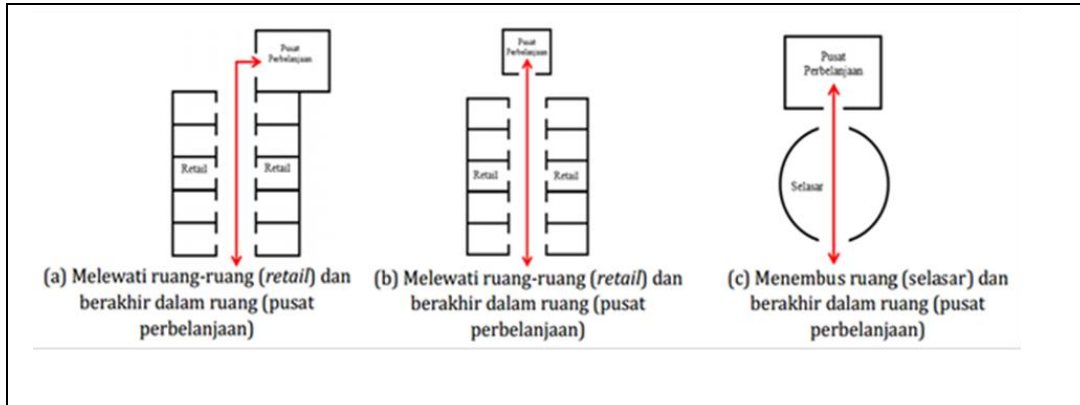 Pusat
Perbelanjaan
Retail
Retail
(a) Melewati ruang-ruang (retail) dan
berakhir dalam ruang (pusat
perbelanjaan)
Pusat
Perbelanjaan
Retail
Retail
(b) Melewati ruang-ruang (retail) dan
berakhir dalam ruang (pusat
perbelanjaan)
Pusat
Perbelanjaan
Selasar
(c) Menembus ruang (selasar) dan
berakhir dalam ruang (pusat
perbelanjaan)